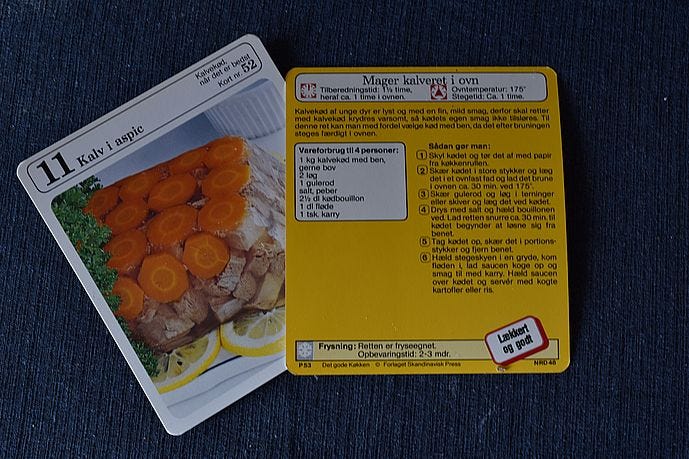 Kalvekød,
når det er bedst
Kort nr. 52
11 Kalv i aspic
Mager kalveret i ovn
Tilberedningstid: 1½ time,
heraf ca. 1 time i ovnen.
Ovntemperatur: 175°
Stegetid: Ca. 1 time.
Kalvekød af unge dyr er lyst og med en fin, mild smag, derfor skal retter
med kalvekød krydres varsomt, så kødets egen smag ikke tilsløres. Til
denne ret kan man med fordel vælge kød med ben, da det efter bruningen
steges færdigt i ovnen.
Vareforbrug til 4 personer:
1 kg kalvekød med ben,
gerne bov
2 løg
1 gulerod
salt, peber
2½ dl kødbouillon
1 dl fløde
1 tsk. karry
Sådan gør man:
1 Skyl kødet og tør det af med papir
fra køkkenrullen.
2 Skær kødet i store stykker og læg
det i et ovnfast fad og lad det brune
i ovnen ca. 30 min. ved 175°.
3 Skær gulerod og løg i terninger
eller skiver og læg det ved kødet.
4 Drys med salt og hæld bouillonen
ved. Lad retten snurre ca. 30 min. til
kødet begynder at løsne sig fra
benet.
5 Tag kødet op, skær det i portions-
stykker og fjern benet.
6 Hæld stegeskyen i en gryde, kom
fløden i, lad saucen koge op og
smag til med karry. Hæld saucen
over kødet og servér med kogte
kartofler eller ris.
Lækkert
og godt
Frysning: Retten er fryseegnet.
Opbevaringstid: 2-3 mdr.
P 53 Det gode Køkken © Forlaget Skandinavisk Press NRD 48